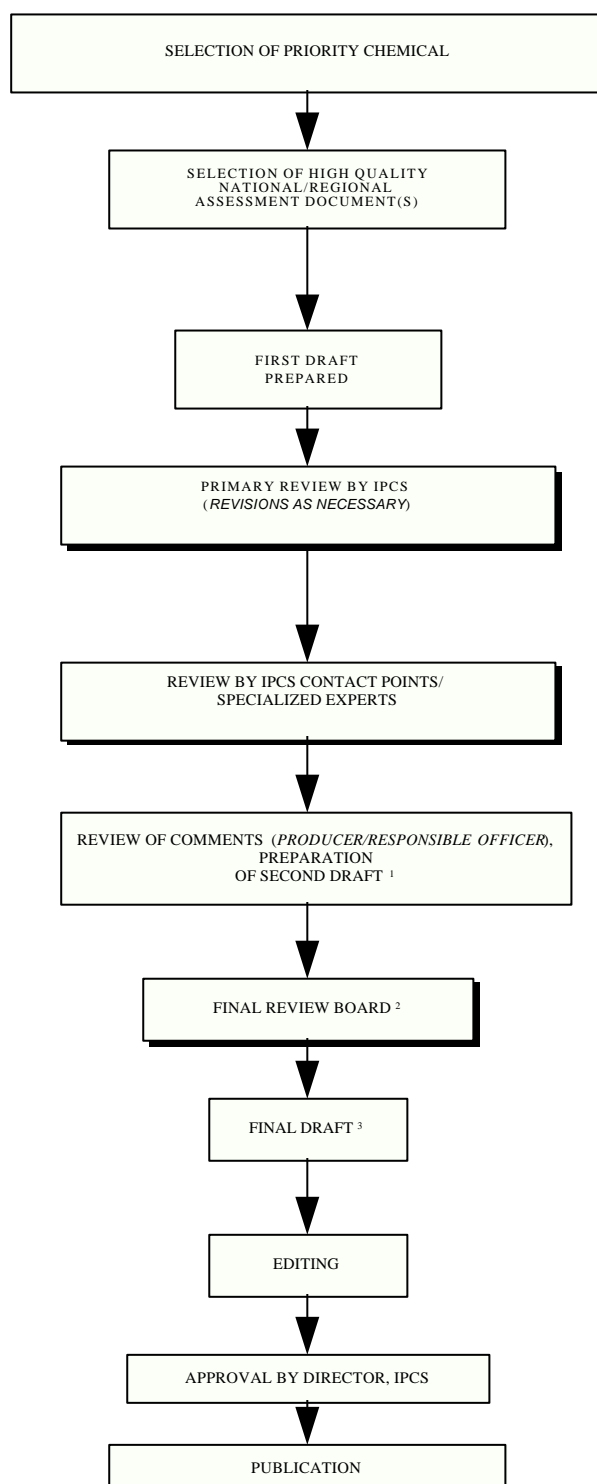 SELECTION OF PRIORITY CHEMICAL
SELECTION OF HIGH QUALITY
NATIONAL/REGIONAL
ASSESSMENT DOCUMENT(S)
FIRST DRAFT
PREPARED
PRIMARY REVIEW BY IPCS
(REVISIONS AS NECESSARY)
REVIEW BY IPCS CONTACT POINTS/
SPECIALIZED EXPERTS
REVIEW OF COMMENTS (PRODUCER/RESPONSIBLE OFFICER),
PREPARATION
OF SECOND DRAFT ¹
FINAL REVIEW BOARD ²
FINAL DRAFT ³
EDITING
APPROVAL BY DIRECTOR, IPCS
PUBLICATION